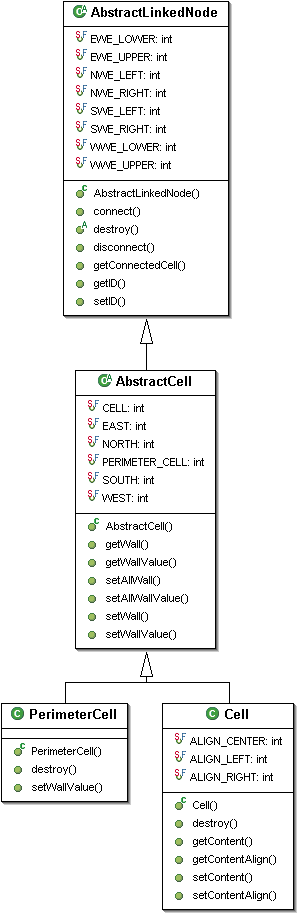 AbstractLinkedNode
EWE_LOWER: int
EWE_UPPER: int
NWE_LEFT: int
NWE_RIGHT: int
SWE_LEFT: int
SWE_RIGHT: int
WWE_LOWER: int
WWE_UPPER: int
AbstractLinkedNode()
connect()
destroy()
disconnect()
getConnectedCell()
getID()
setID()
AbstractCell
CELL: int
EAST: int
NORTH: int
PERIMETER_CELL: int
SOUTH: int
WEST: int
AbstractCell()
getWall()
getWallValue()
setAllWall()
setAllWallValue()
setWall()
setWallValue()
PerimeterCell
PerimeterCell()
destroy()
setWallValue()
Cell
ALIGN_CENTER: int
ALIGN_LEFT: int
ALIGN_RIGHT: int
Cell()
destroy()
getContent()
getContentAlign()
setContent()
setContentAlign()